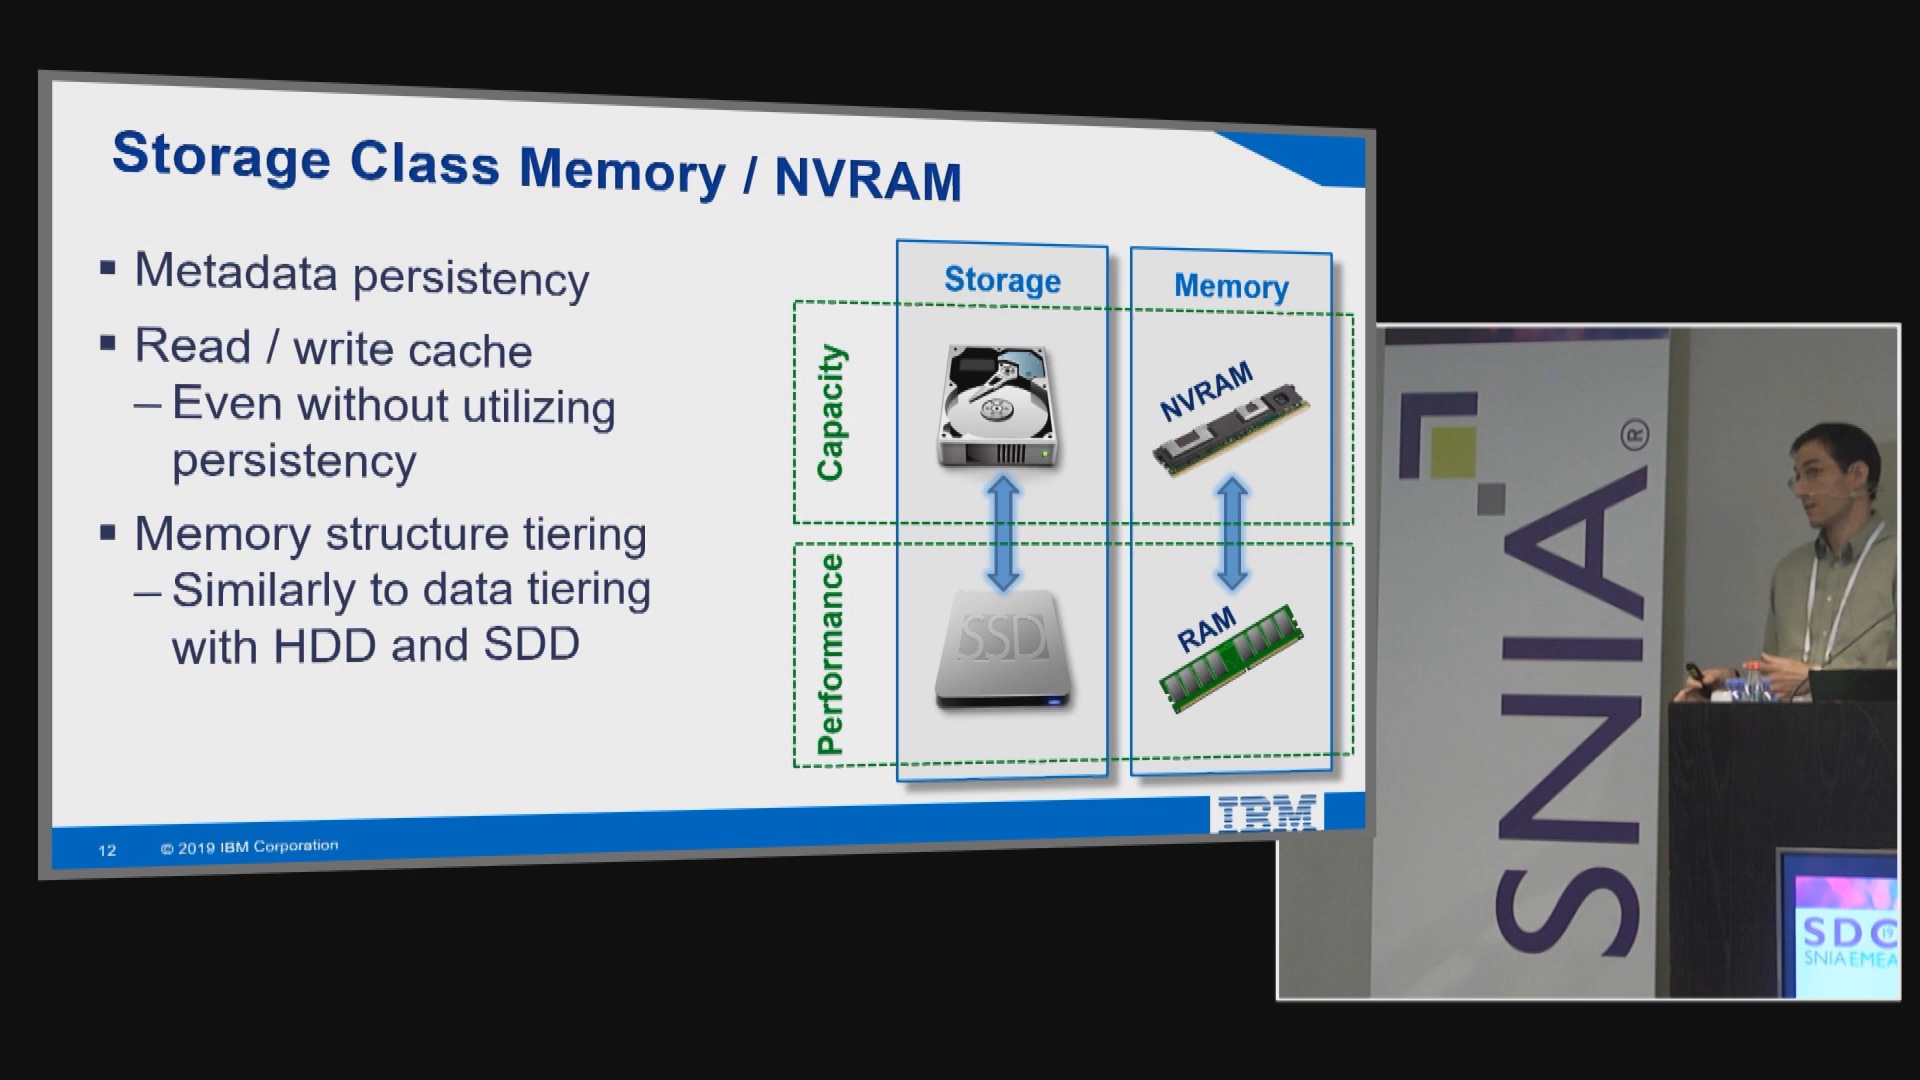 Storage Class Memory / NVRAM
Metadata persistency
Read / write cache
– Even without utilizing
persistency
Memory structure tiering
– Similarly to data tiering
with HDD and SDD
Storage
Memory
Capacity
NVRAM
Performance
SSD
RAM
12
© 2019 IBM Corporation
IBM
SNIA®
SDC 19
SNIA EMEA